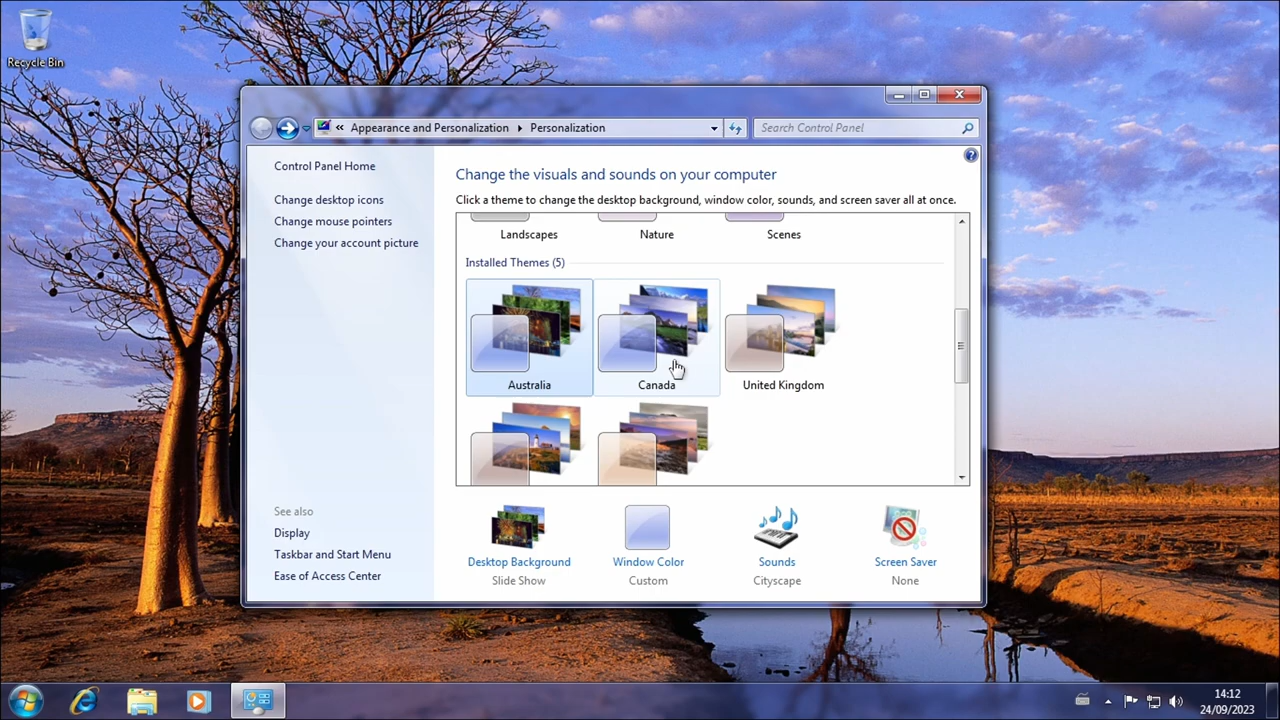 Recycle Bin
«
Appearance and Personalization
Personalization
Search Control Panel
Control Panel Home
Change desktop icons
Change mouse pointers
Change your account picture
See also
Display
Taskbar and Start Menu
Ease of Access Center
Change the visuals and sounds on your computer
Click a theme to change the desktop background, window color, sounds, and screen saver all at once.
Landscapes
Nature
Scenes
Installed Themes (5)
Australia
Canada
United Kingdom
Desktop Background
Slide Show
Window Color
Custom
Sounds
Cityscape
Screen Saver
None
14:12
24/09/2023